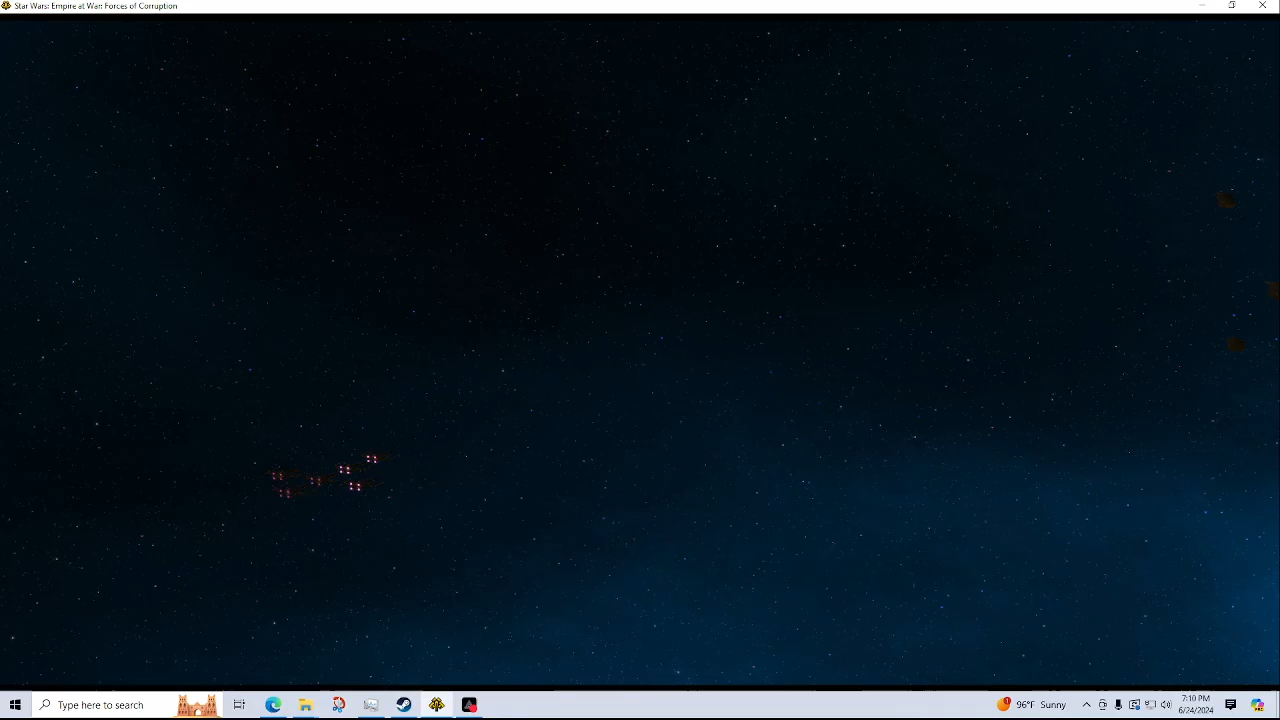 Star Wars: Empire at War: Forces of Corruption
Type here to search
96°F Sunny
7:10 PM
6/24/2024